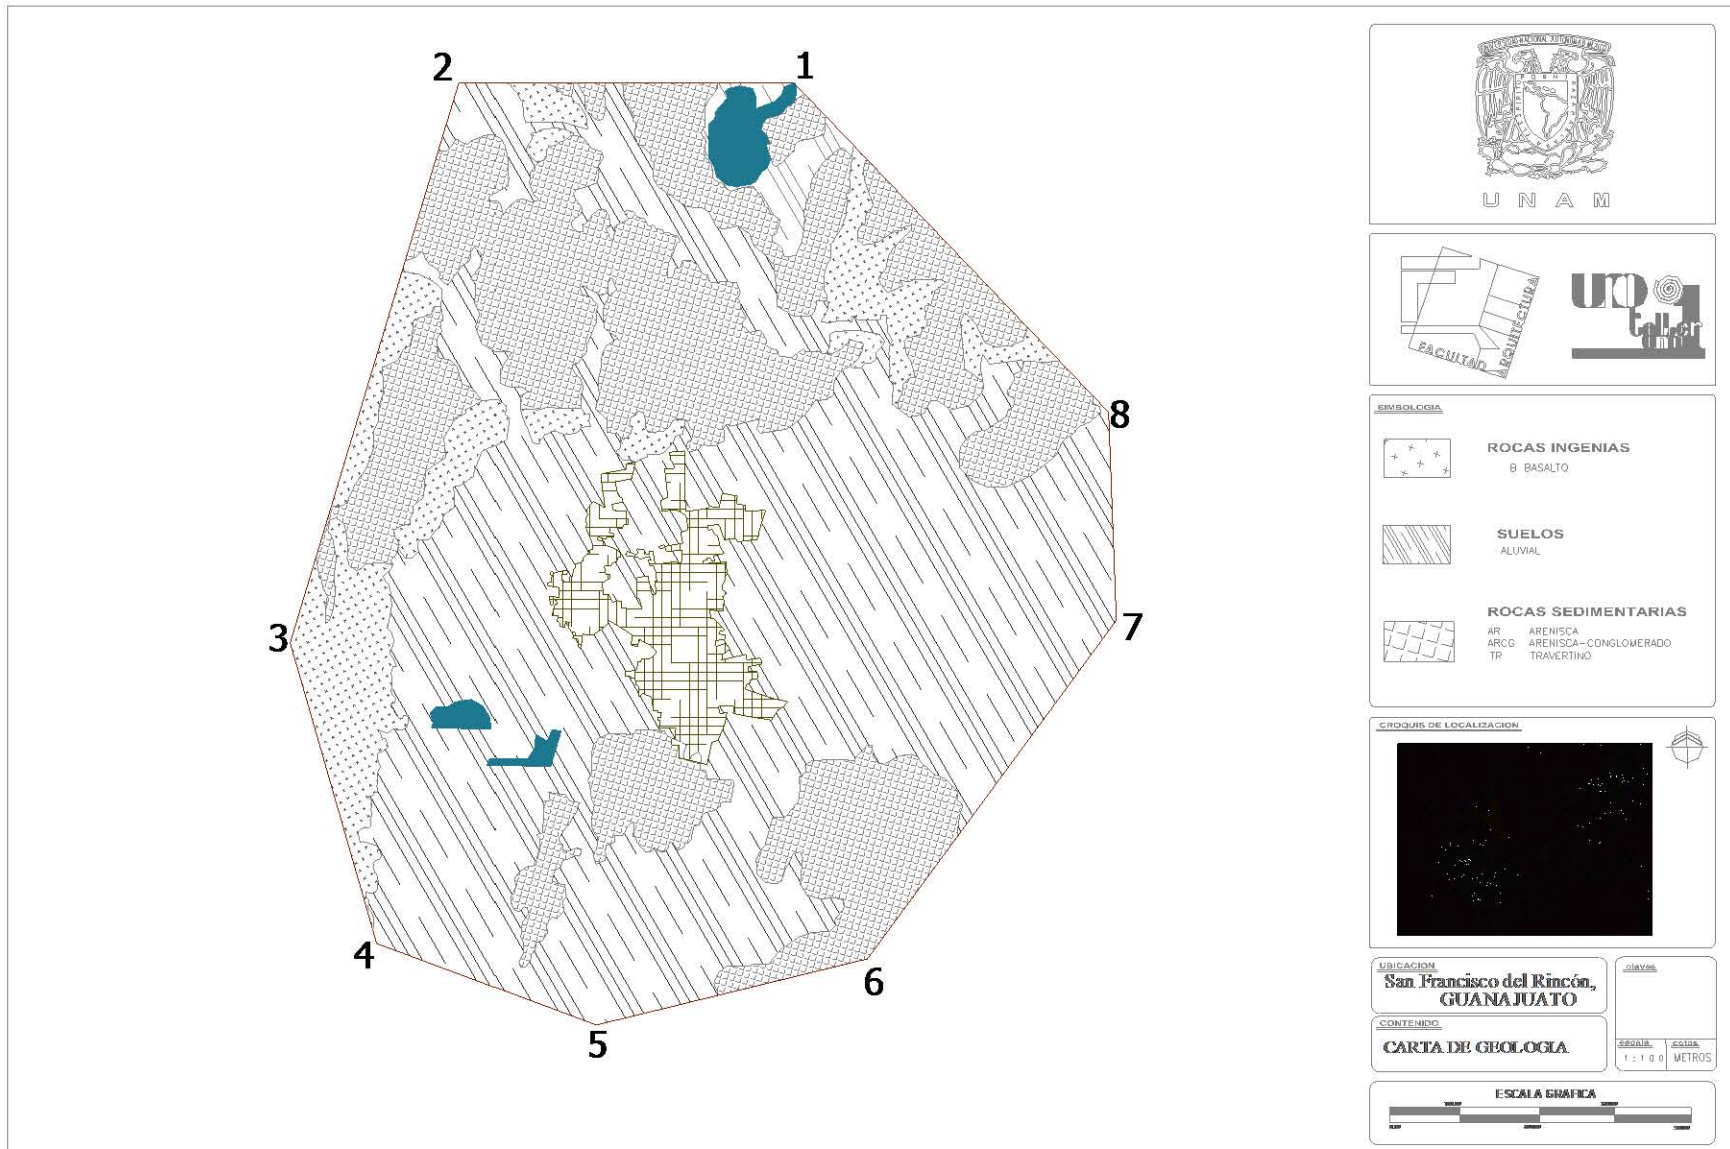 2
1
3
8
7
4
6
5
UNAM
FACULTAD ARQUITECTURA
SIMBOLOGIA
ROCAS INGENIAS
B BASALTO
SUELOS
ALUVIAL
ROCAS SEDIMENTARIAS
AR ARENISCA
ARCG ARENISCA-CONGLOMERADO
TR TRAVERTINO
CROQUIS DE LOCALIZACION
UBICACION
San Francisco del Rincón,
GUANAJUATO
CONTENIDO
CARTA DE GEOLOGIA
claves
escala
1:100
cotas
METROS
ESCALA GRAFICA